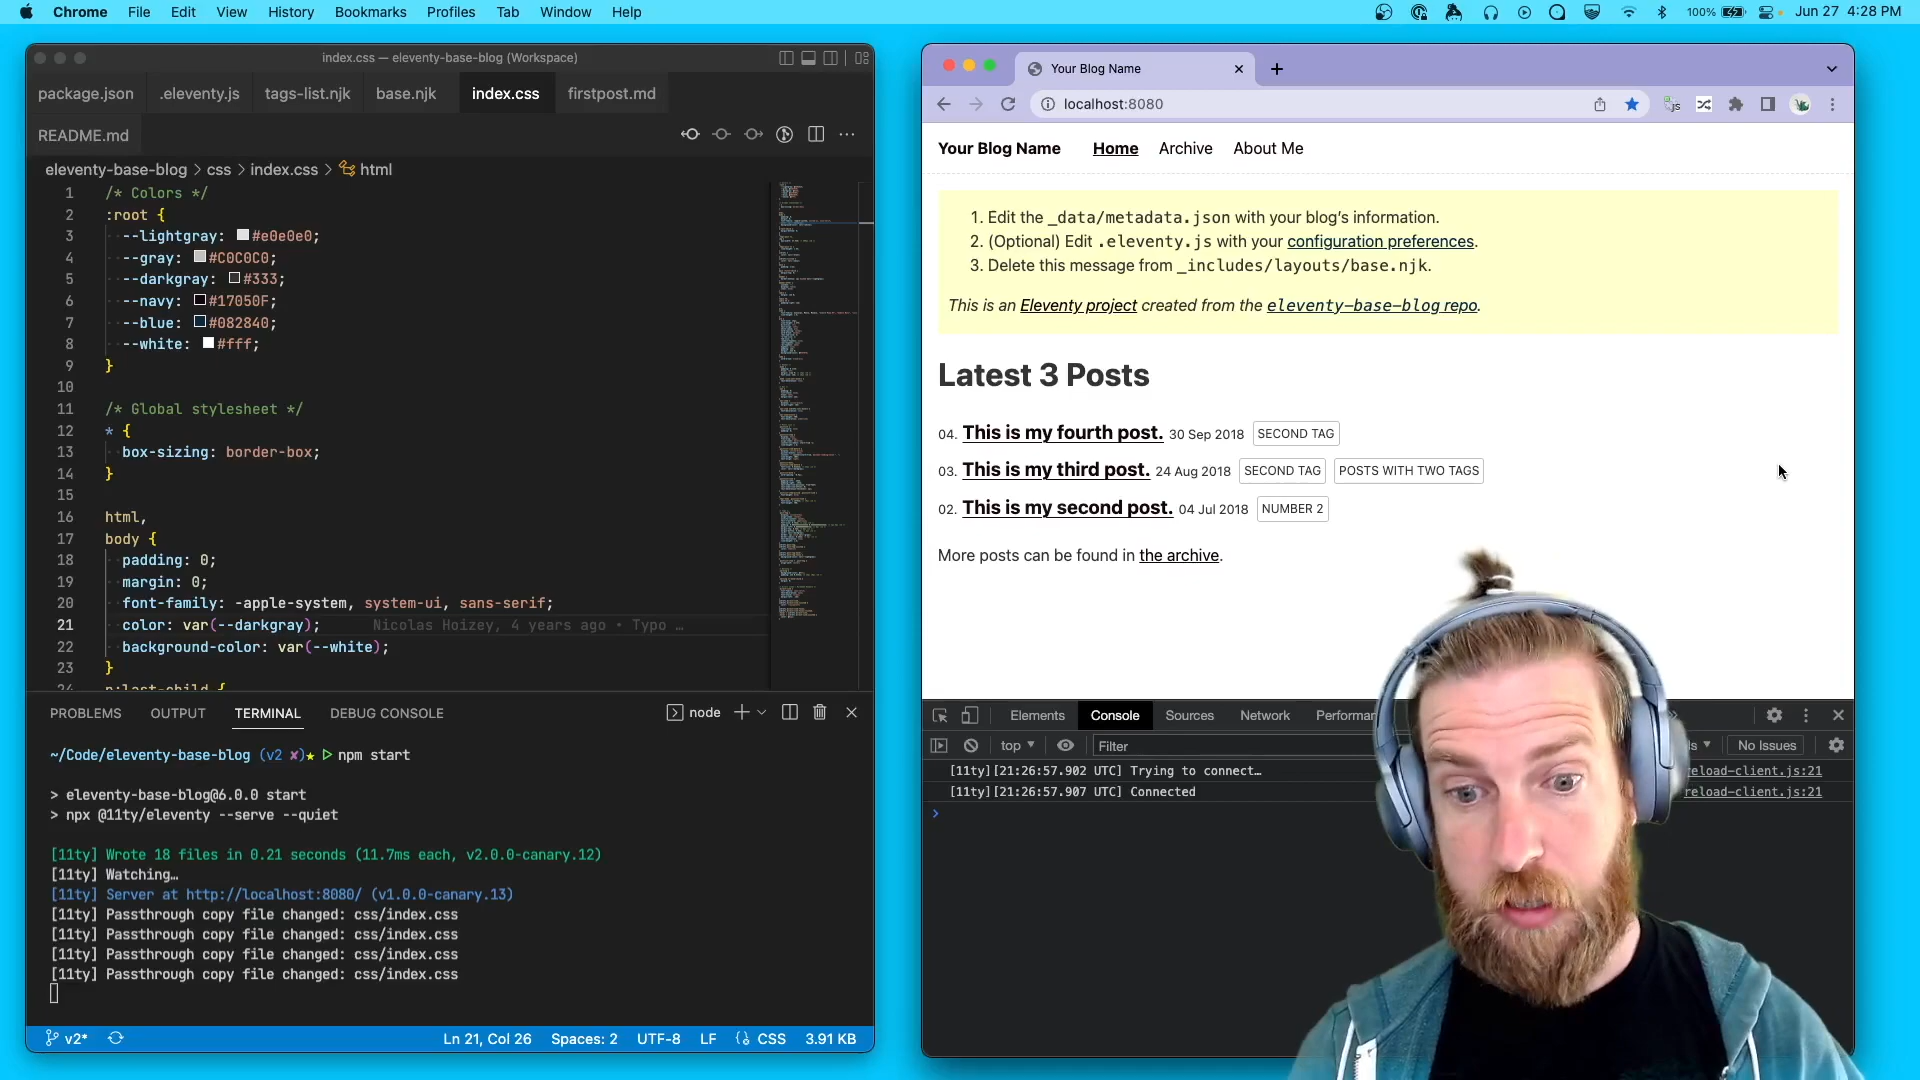 Chrome File Edit View History Bookmarks Profiles Tab Window Help
100% Jun 27 4:28 PM
index.css — eleventy-base-blog (Workspace)
package.json .eleventy.js tags-list.njk base.njk index.css firstpost.md
README.md
eleventy-base-blog > css > index.css > html
1 /* Colors */
2 :root {
3 --lightgray: #e0e0e0;
4 --gray: #C0C0C0;
5 --darkgray: #333;
6 --navy: #17050F;
7 --blue: #082840;
8 --white: #fff;
9 }
10
11 /* Global stylesheet */
12 * {
13 box-sizing: border-box;
14 }
15
16 html,
17 body {
18 padding: 0;
19 margin: 0;
20 font-family: -apple-system, system-ui, sans-serif;
21 color: var(--darkgray); Nicolas Hoizey, 4 years ago • Typo …
22 background-color: var(--white);
23 }
24 p:last-child {
PROBLEMS OUTPUT TERMINAL DEBUG CONSOLE
node
~/Code/eleventy-base-blog (v2 ✘)★ ▷ npm start
> eleventy-base-blog@6.0.0 start
> npx @11ty/eleventy --serve --quiet
[11ty] Wrote 18 files in 0.21 seconds (11.7ms each, v2.0.0-canary.12)
[11ty] Watching…
[11ty] Server at http://localhost:8080/ (v1.0.0-canary.13)
[11ty] Passthrough copy file changed: css/index.css
[11ty] Passthrough copy file changed: css/index.css
[11ty] Passthrough copy file changed: css/index.css
[11ty] Passthrough copy file changed: css/index.css
v2* Ln 21, Col 26 Spaces: 2 UTF-8 LF {} CSS 3.91 KB
Your Blog Name
localhost:8080
Your Blog Name Home Archive About Me
1. Edit the _data/metadata.json with your blog’s information.
2. (Optional) Edit .eleventy.js with your configuration preferences.
3. Delete this message from _includes/layouts/base.njk.
This is an Eleventy project created from the eleventy-base-blog repo.
Latest 3 Posts
04. This is my fourth post. 30 Sep 2018 SECOND TAG
03. This is my third post. 24 Aug 2018 SECOND TAG POSTS WITH TWO TAGS
02. This is my second post. 04 Jul 2018 NUMBER 2
More posts can be found in the archive.
Elements Console Sources Network Performan
top Filter ls No Issues
[11ty][21:26:57.902 UTC] Trying to connect… reload-client.js:21
[11ty][21:26:57.907 UTC] Connected reload-client.js:21